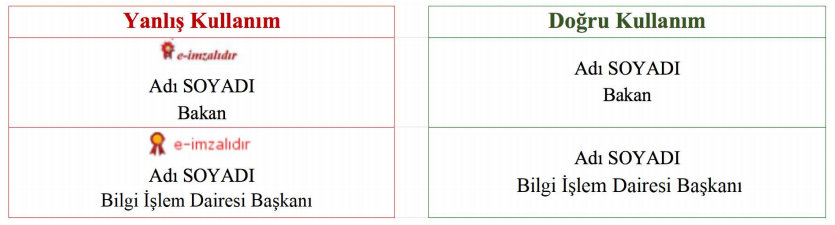 Yanlış Kullanım
e-imzalıdır
Adı SOYADI
Bakan
e-imzalıdır
Adı SOYADI
Bilgi İşlem Dairesi Başkanı
Doğru Kullanım
Adı SOYADI
Bakan
Adı SOYADI
Bilgi İşlem Dairesi Başkanı